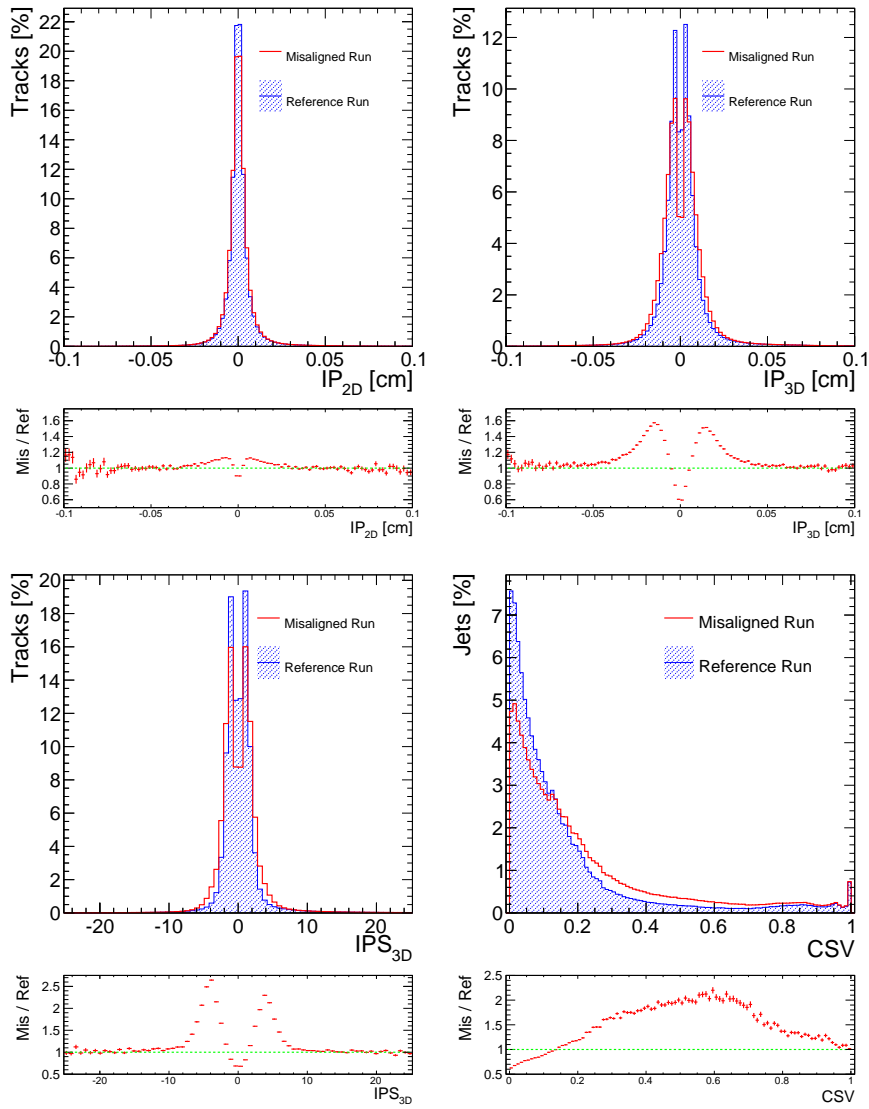 Tracks [%]
22
20
18
16
14
12
10
8
6
4
2
0
Misaligned Run
Reference Run
-0.1 -0.05 0 0.05 0.1
IP2D [cm]
Mis / Ref
1.6
1.4
1.2
1
0.8
0.6
-0.1 -0.05 0 0.05 0.1
IP2D [cm]
Tracks [%]
12
10
8
6
4
2
0
Misaligned Run
Reference Run
-0.1 -0.05 0 0.05 0.1
IP3D [cm]
Mis / Ref
1.6
1.4
1.2
1
0.8
0.6
-0.1 -0.05 0 0.05 0.1
IP3D [cm]
Tracks [%]
20
18
16
14
12
10
8
6
4
2
0
Misaligned Run
Reference Run
-20 -10 0 10 20
IPS3D
Mis / Ref
2.5
2
1.5
1
0.5
-20 -10 0 10 20
IPS3D
Jets [%]
7
6
5
4
3
2
1
0
Misaligned Run
Reference Run
0 0.2 0.4 0.6 0.8 1
CSV
Mis / Ref
2.5
2
1.5
1
0.5
0 0.2 0.4 0.6 0.8 1
CSV